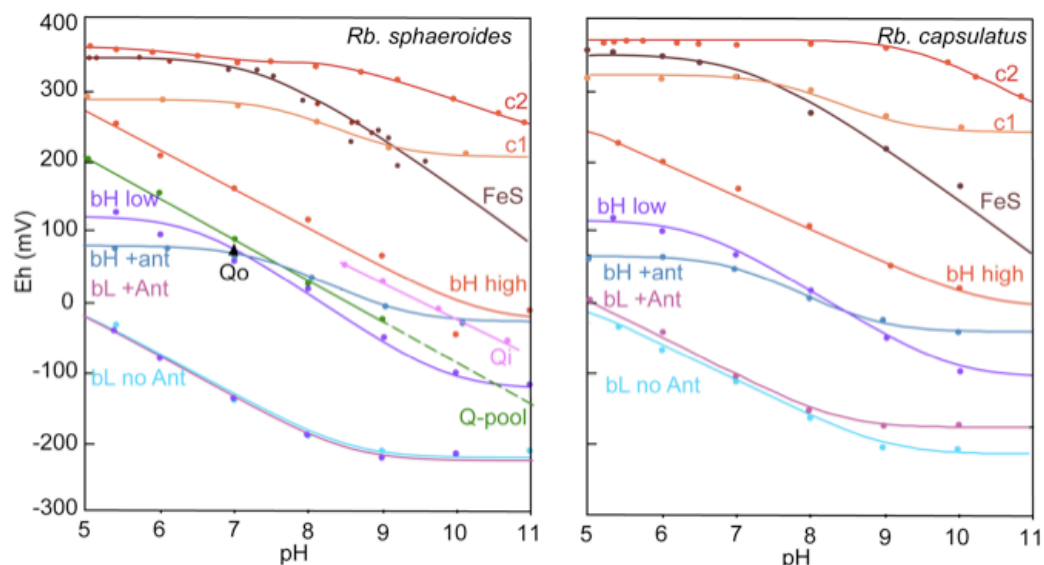 Rb. sphaeroides
400
300
200
100
0
-100
-200
-300
Eh (mV)
c2
c1
FeS
bH low
bH +ant
bL +Ant
Qo
bH high
Qi
bL no Ant
Q-pool
5 6 7 8 9 10 11
pH
Rb. capsulatus
c2
c1
FeS
bH low
bH +ant
bL +Ant
bH high
bL no Ant
5 6 7 8 9 10 11
pH